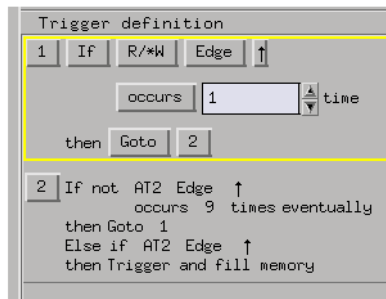 Trigger definition
1 If R/*W Edge ↑
occurs 1 time
then Goto 2
2 If not AT2 Edge ↑
occurs 9 times eventually
then Goto 1
Else if AT2 Edge ↑
then Trigger and fill memory